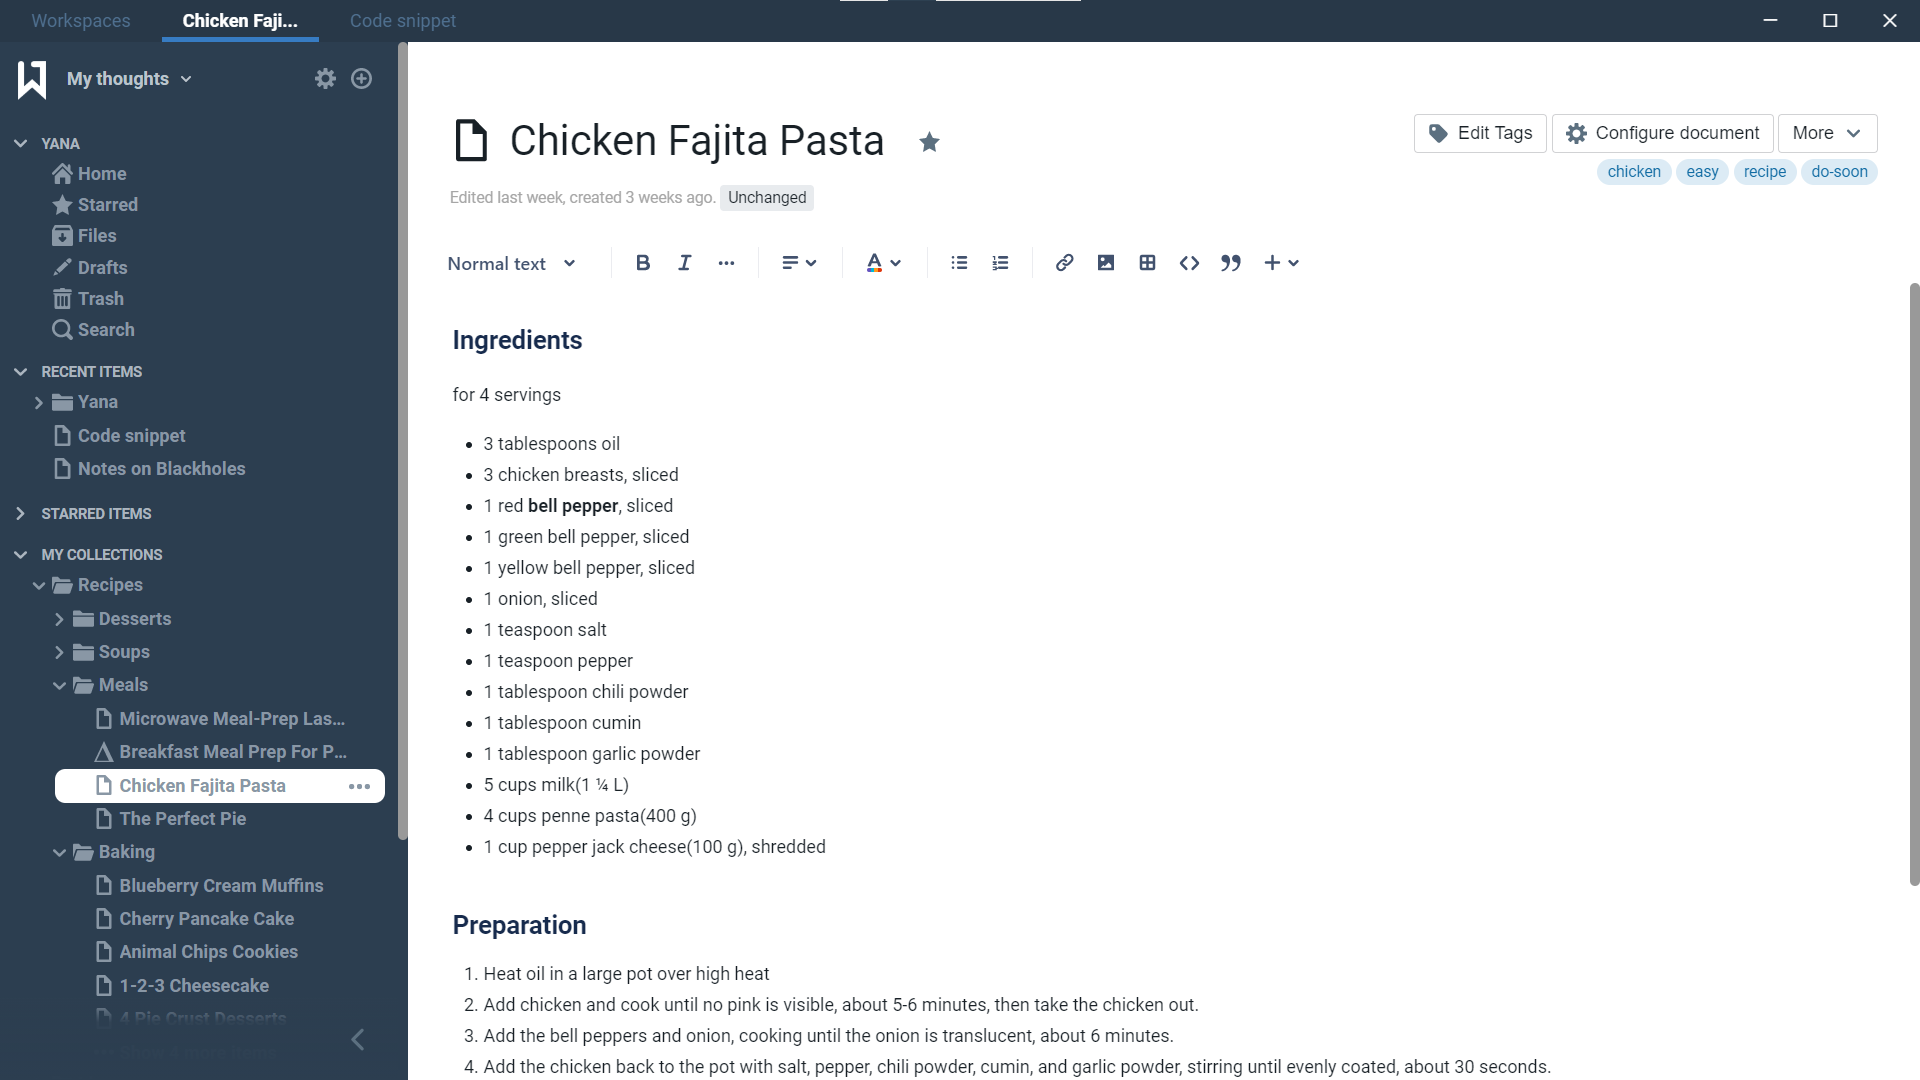 Workspaces
Chicken Faji...
Code snippet
My thoughts
YANA
Home
Starred
Files
Drafts
Trash
Search
RECENT ITEMS
Yana
Code snippet
Notes on Blackholes
STARRED ITEMS
MY COLLECTIONS
Recipes
Desserts
Soups
Meals
Microwave Meal-Prep Las...
Breakfast Meal Prep For P...
Chicken Fajita Pasta
The Perfect Pie
Baking
Blueberry Cream Muffins
Cherry Pancake Cake
Animal Chips Cookies
1-2-3 Cheesecake
4 Pie Crust Desserts
Chicken Fajita Pasta
Edit Tags
Configure document
More
chicken easy recipe do-soon
Edited last week, created 3 weeks ago. Unchanged
Normal text
Ingredients
for 4 servings
• 3 tablespoons oil
• 3 chicken breasts, sliced
• 1 red bell pepper, sliced
• 1 green bell pepper, sliced
• 1 yellow bell pepper, sliced
• 1 onion, sliced
• 1 teaspoon salt
• 1 teaspoon pepper
• 1 tablespoon chili powder
• 1 tablespoon cumin
• 1 tablespoon garlic powder
• 5 cups milk(1 ¼ L)
• 4 cups penne pasta(400 g)
• 1 cup pepper jack cheese(100 g), shredded
Preparation
1. Heat oil in a large pot over high heat
2. Add chicken and cook until no pink is visible, about 5-6 minutes, then take the chicken out.
3. Add the bell peppers and onion, cooking until the onion is translucent, about 6 minutes.
4. Add the chicken back to the pot with salt, pepper, chili powder, cumin, and garlic powder, stirring until evenly coated, about 30 seconds.